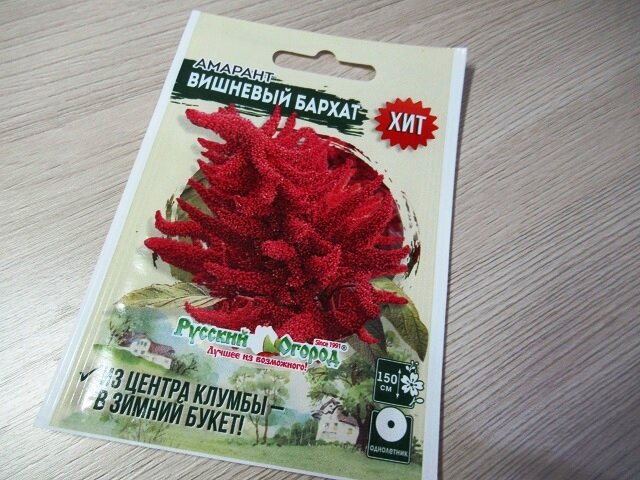 АМАРАНТ
ВИШНЕВЫЙ БАРХАТ
ХИТ
Русский Огород
Since 1991®
Лучшее из возможного!
ИЗ ЦЕНТРА КЛУМБЫ –
В ЗИМНИЙ БУКЕТ!
150
СМ
однолетник